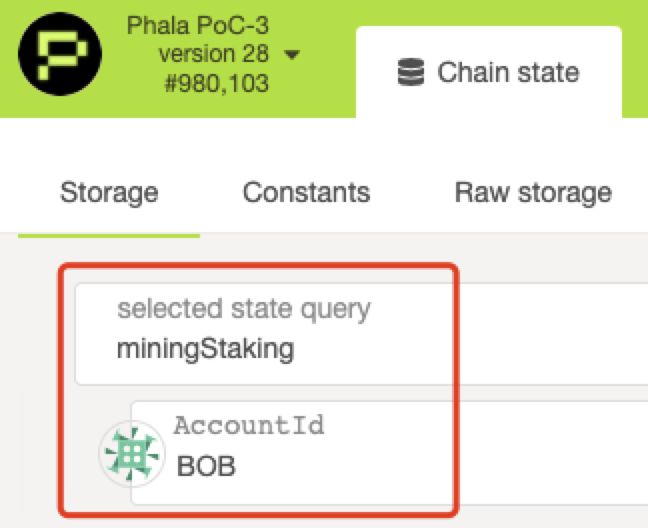 Phala PoC-3
version 28
#980,103
Chain state
Storage Constants Raw storage
selected state query
miningStaking
AccountId
BOB